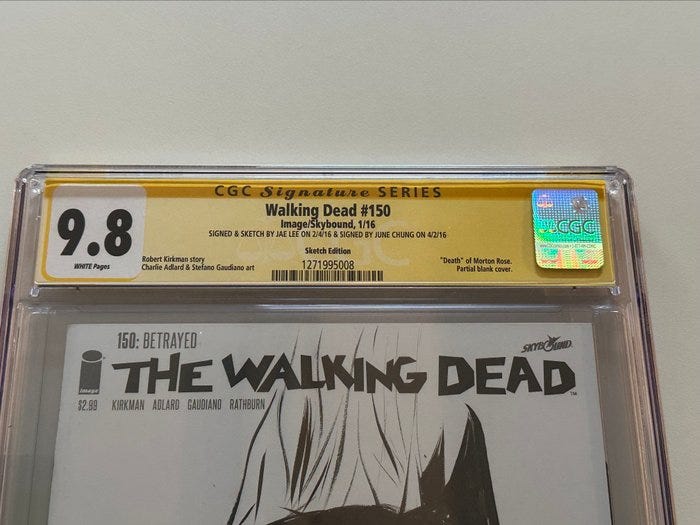 CGC Signature SERIES
9.8
WHITE Pages
Walking Dead #150
Image/Skybound, 1/16
SIGNED & SKETCH BY JAE LEE ON 2/4/16 & SIGNED BY JUNE CHUNG ON 4/2/16
Sketch Edition
Robert Kirkman story
Charlie Adlard & Stefano Gaudiano art
1271995008
"Death" of Morton Rose.
Partial blank cover.
CGC
150: BETRAYED
SKYBOUND
image
THE WALKING DEAD
TM
$2.99 KIRKMAN ADLARD GAUDIANO RATHBURN